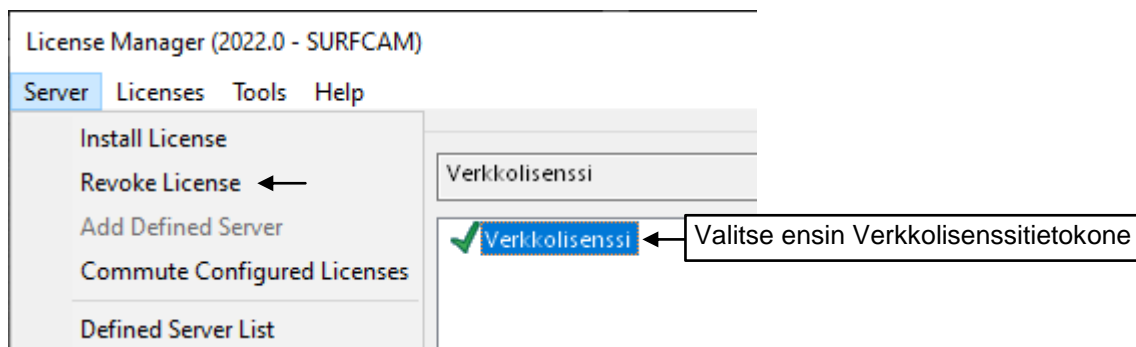 License Manager (2022.0 - SURFCAM)
Server Licenses Tools Help
Install License
Revoke License
Add Defined Server
Commute Configured Licenses
Defined Server List
Verkkolisenssi
Verkkolisenssi
Valitse ensin Verkkolisenssitietokone